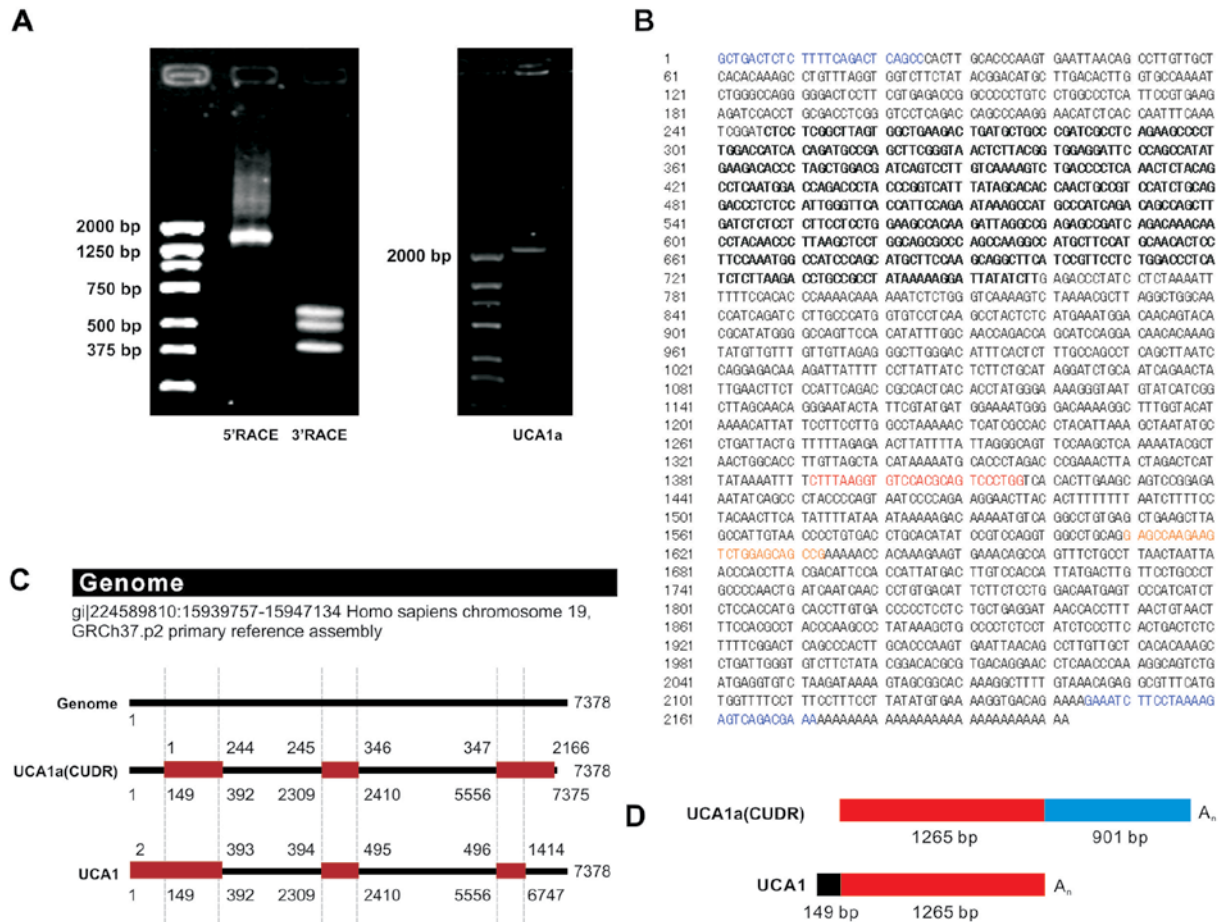 A
2000 bp
1250 bp
750 bp
500 bp
375 bp
5'RACE 3'RACE
2000 bp
UCA1a
B
1 GCTGACTCTC TTTTCAGACT CAGCCCACTT GCACCCAAGT GAATTAACAG CCTTGTTGCT
61 CACACAAAGC CTGTTTAGGT GGTCTTCTAT ACGGACATGC TTGACACTTG GTGCCAAAAT
121 CTGGGCCAGG GGGACTCCTT CGTGAGACCG GCCCCCTGTC CTGGCCCTCA TTCCGTGAAG
181 AGATCCACCT GCGACCTCGG GTCCTCAGAC CAGCCCAAGG AACATCTCAC CAATTTCAAA
241 TCGGATCTCC TCGGCTTAGT GGCTGAAGAC TGATGCTGCC CGATCGCCTC AGAAGCCCCT
301 TGGACCATCA CAGATGCCGA GCTTCGGGTA ACTCTTACGG TGGAGGATTC CCAGCCATAT
361 GAAGACACCC TAGCTGGACG ATCAGTCCTT GTCAAAAGTC TGACCCCTCA AACTCTACAG
421 CCTCAATGGA CCAGACCCTA CCCGGTCATT TATAGCACAC CAACTGCCGT CCATCTGCAG
481 GACCCTCTCC ATTGGGTTCA CCATTCCAGA ATAAAGCCAT GCCCATCAGA CAGCCAGCTT
541 GATCTCTCCT CTTCCTCCTG GAAGCCACAA GATTAGGCCG AGAGCCGATC AGACAAACAA
601 CCTACAACCC TTAAGCTCCT GGCAGCGCCC AGCCAAGGCC ATGCTTCCAT GCAACACTCC
661 TTCCAAATGG CCATCCCAGC ATGCTTCCAA GCAGGCTTCA TCCGTTCCTC TGGACCCTCA
721 TCTCTTAAGA CCTGCCGCCT ATAAAAAGGA TTATATCTTG GAGACCCTAT CCTCTAAAATT
781 TTTTCCACAC CCAAAACAAA AAATCTCTGG GTCAAAAGTC TAAAACGCTT AGGCTGGCAA
841 CCATCAGATC CTTGCCCATG GTGTCCTCAA GCCTACTCTC ATGAAATGGA CAACAGTACA
901 CGCATATGGG GCCAGTTCCA CATATTTGGC AACCAGACCA GCATCCAGGA CAACACAAAG
961 TATGTTGTTT GTTGTTAGAG GGCTTGGGAC ATTTCACTCT TTGCCAGCCT CAGCTTAATC
1021 CAGGAGACAA AGATTATTTT CCTTATTATC TCTTCTGCAT AGGATCTGCA ATCAGAACTA
1081 TTGAACTTCT CCATTCAGAC CGCCACTCAC ACCTATGGGA AAAGGGTAAT GTATCATCGG
1141 CTTAGCAACA GGGAATACTA TTCGTATGAT GGAAAATGGG GACAAAAGGC TTTGGTACAT
1201 AAAACATTAT TCCTTCCTTG GCCTAAAAAC TCATCGCCAC CTACATTAAA GCTAATATGC
1261 CTGATTACTG TTTTTAGAGA ACTTATTTTA TTAGGGCAGT TCCAAGCTCA AAAATACGCT
1321 AACTGGCACC TTGTTAGCTA CATAAAAATG CACCCTAGAC CCGAAACTTA CTAGACTCAT
1381 TATAAAATTT TCTTTAAGGT GTCCACGCAG TCCCTGGTCA CACTTGAAGC AGTCCGGAGA
1441 AATATCAGCC CTACCCCAGT AATCCCCAGA AGGAACTTAC ACTTTTTTTT AATCTTTTCC
1501 TACAACTTCA TATTTTATAA ATAAAAAGAC AAAAATGTCA GGCCTGTGAG CTGAAGCTTA
1561 GCCATTGTAA CCCCTGTGAC CTGCACATAT CCGTCCAGGT GGCCTGCAGG GAGCCAAGAAG
1621 TCTGGAGCAG CCGAAAAACC ACAAAGAAGT GAAACAGCCA GTTTCTGCCT TAACTAATTA
1681 ACCCACCTTA CGACATTCCA CCATTATGAC TTGTCCACCA TTATGACTTG TTCCTGCCCT
1741 GCCCCAACTG ATCAATCAAC CCTGTGACAT TCTTCTCCTG GACAATGAGT CCCATCATCT
1801 CTCCACCATG CACCTTGTGA CCCCCTCCTC CTGCTGAGGAT AACCACCTTT AACTGTAACT
1861 TTCCACGCCT ACCCAAGCCC TATAAAGCTG CCCCTCTCCT ATCTCCCTTC ACTGACTCTC
1921 TTTTCGGACT CAGCCCACTT GCACCCAAGT GAATTAACAG CCTTGTTGCT CACACAAAGC
1981 CTGATTGGGT GTCTTCTATA CGGACACGCG TGACAGGAAC CTCAACCCAA AGGCAGTCTG
2041 ATGAGGTGTC TAAGATAAAA GTAGCGGCAC AAAGGCTTTT GTAAACAGAG GCGTTTCATG
2101 TGGTTTTCCT TTCCTTTCCT TATATGTGAA AAGGTGACAG AAAAGAAATC TTCCTAAAAG
2161 AGTCAGACGA AAAAAAAAAA AAAAAAAAAA AAAAAAAAAA AA
C
Genome
gi|224589810:15939757-15947134 Homo sapiens chromosome 19,
GRCh37.p2 primary reference assembly
Genome
1 7378
1 244 245 346 347 2166
UCA1a(CUDR) 7378
1 149 392 2309 2410 5556 7375
2 393 394 495 496 1414
UCA1 7378
1 149 392 2309 2410 5556 6747
D
UCA1a(CUDR) An
1265 bp 901 bp
UCA1 An
149 bp 1265 bp